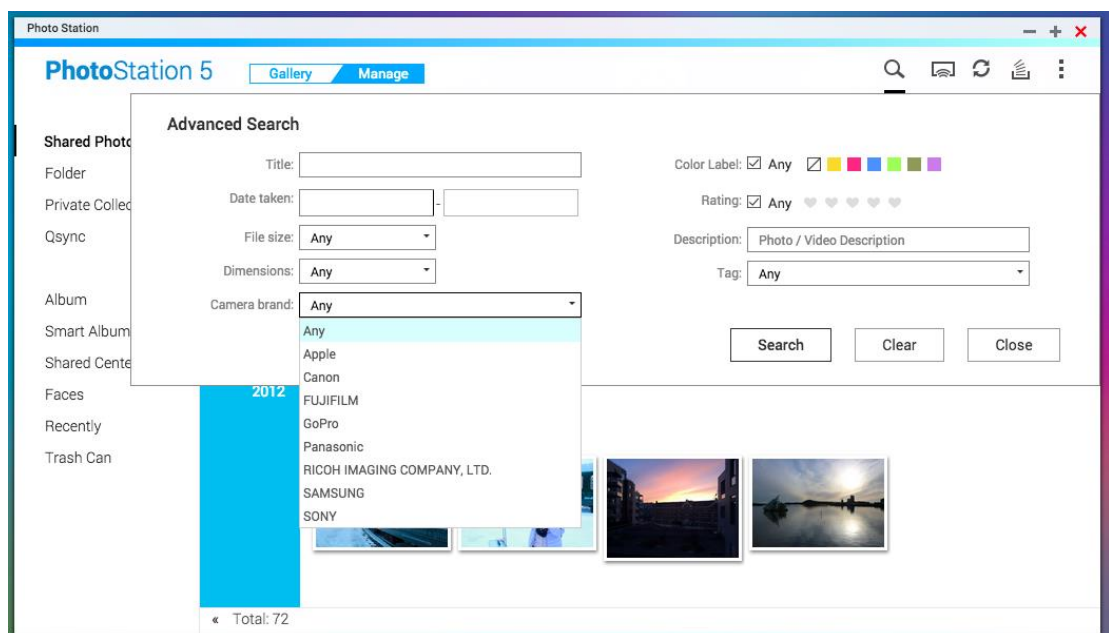 Photo Station
PhotoStation 5
Gallery
Manage
Advanced Search
Shared Photo
Folder
Private Collec
Qsync
Album
Smart Album
Shared Cente
Faces
Recently
Trash Can
Title:
Date taken:
-
File size: Any
Dimensions: Any
Camera brand: Any
Any
Apple
Canon
FUJIFILM
GoPro
Panasonic
RICOH IMAGING COMPANY, LTD.
SAMSUNG
SONY
Color Label: Any
Rating: Any
Description: Photo / Video Description
Tag: Any
Search
Clear
Close
2012
« Total: 72